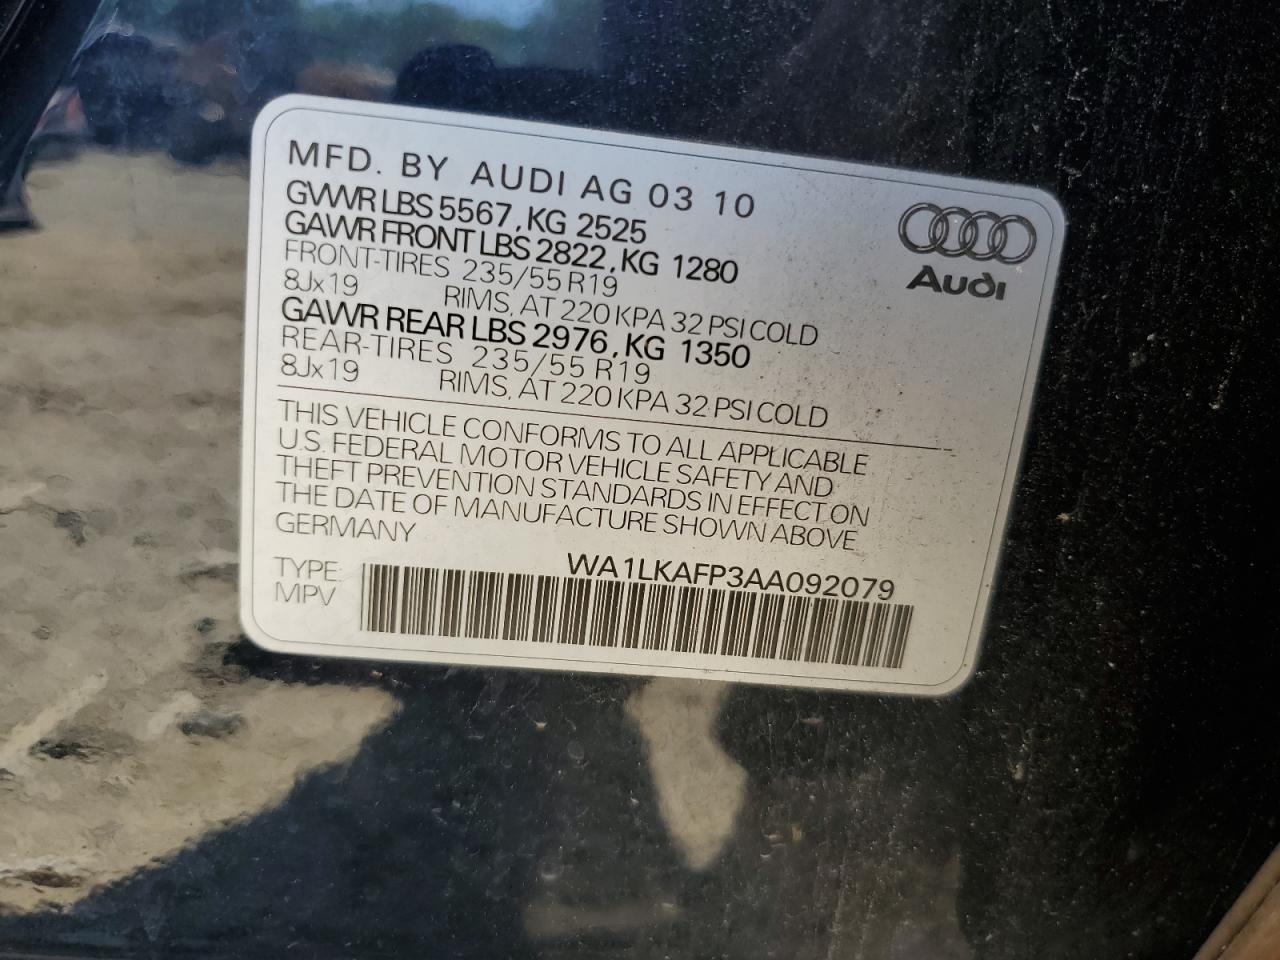 MFD. BY AUDI AG 03 10
GVWR LBS 5567, KG 2525
GAWR FRONT LBS 2822, KG 1280
FRONT-TIRES 235/55 R19
8Jx19 RIMS, AT 220 KPA 32 PSI COLD
GAWR REAR LBS 2976, KG 1350
REAR-TIRES 235/55 R19
8Jx19 RIMS, AT 220 KPA 32 PSI COLD
Audi
THIS VEHICLE CONFORMS TO ALL APPLICABLE
U.S. FEDERAL MOTOR VEHICLE SAFETY AND
THEFT PREVENTION STANDARDS IN EFFECT ON
THE DATE OF MANUFACTURE SHOWN ABOVE
GERMANY
WA1LKAFP3AA092079
TYPE:
MPV